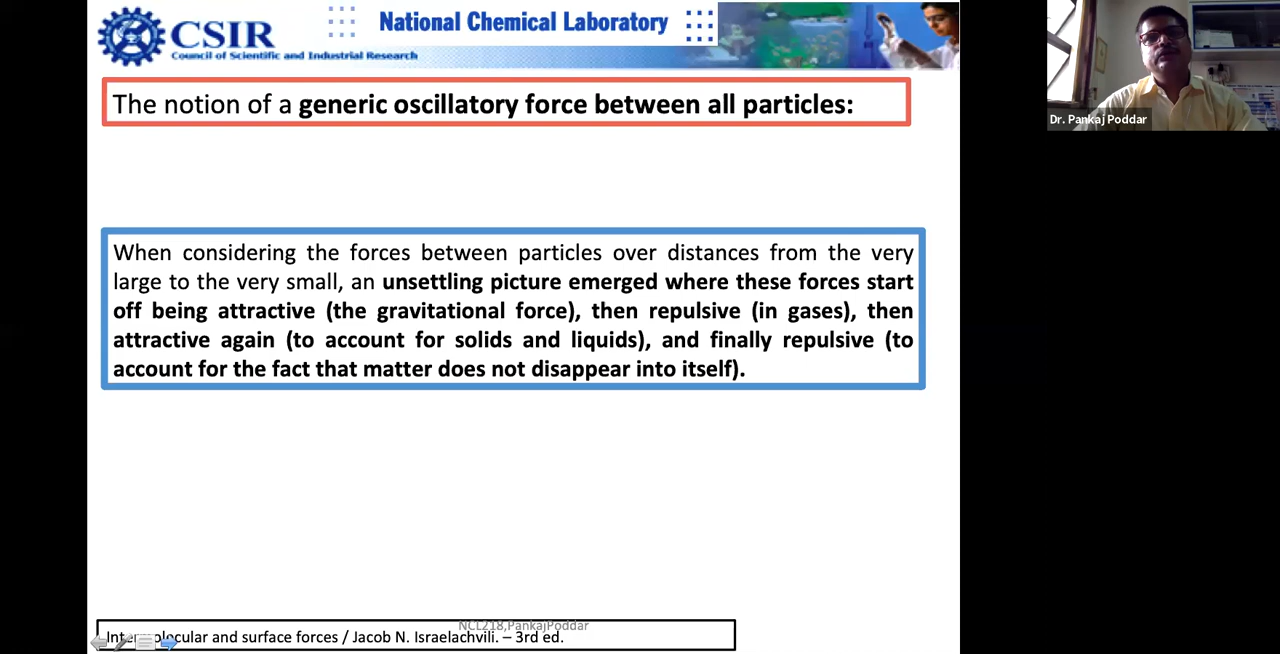 CSIR
Council of Scientific and Industrial Research
National Chemical Laboratory
Dr. Pankaj Poddar
The notion of a generic oscillatory force between all particles:
When considering the forces between particles over distances from the very
large to the very small, an unsettling picture emerged where these forces start
off being attractive (the gravitational force), then repulsive (in gases), then
attractive again (to account for solids and liquids), and finally repulsive (to
account for the fact that matter does not disappear into itself).
NCL218,PankajPoddar
Intermolecular and surface forces / Jacob N. Israelachvili. – 3rd ed.